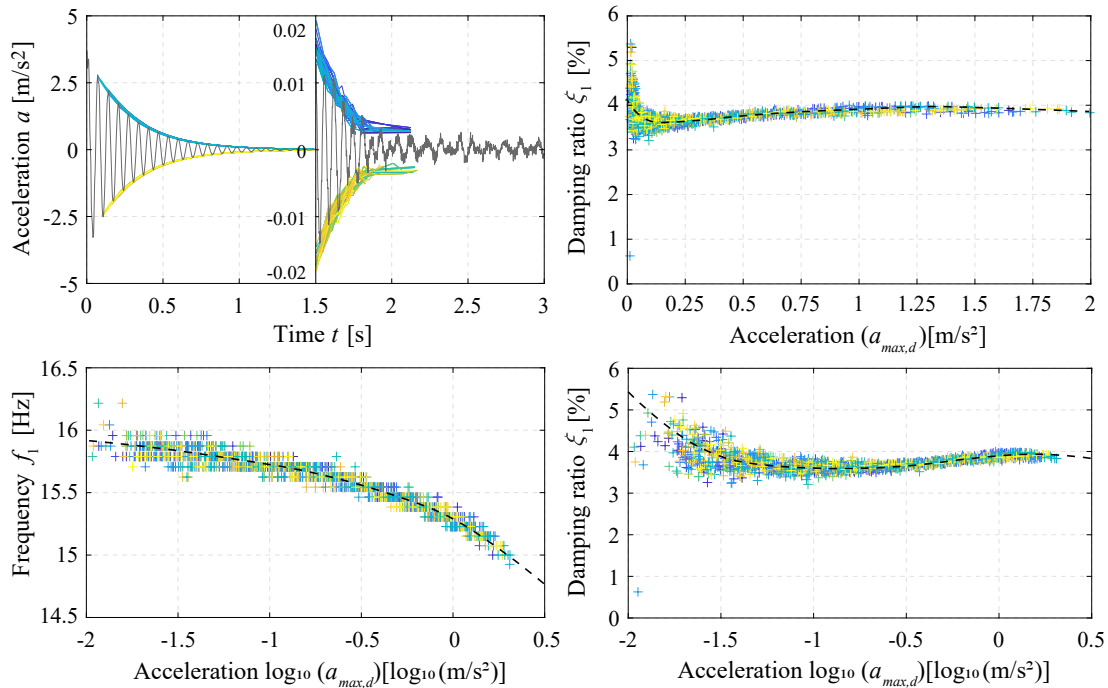 5
2.5
0
-2.5
-5
Acceleration a [m/s²]
0.02
0.01
0
-0.01
-0.02
0 0.5 1 1.5 2 2.5 3
Time t [s]
6
5
4
3
2
1
0
Damping ratio ξ₁ [%]
0 0.25 0.5 0.75 1 1.25 1.5 1.75 2
Acceleration (a_max,d)[m/s²]
16.5
16
15.5
15
14.5
Frequency f₁ [Hz]
-2 -1.5 -1 -0.5 0 0.5
Acceleration log₁₀ (a_max,d)[log₁₀ (m/s²)]
6
5
4
3
2
1
0
Damping ratio ξ₁ [%]
-2 -1.5 -1 -0.5 0 0.5
Acceleration log₁₀ (a_max,d)[log₁₀ (m/s²)]